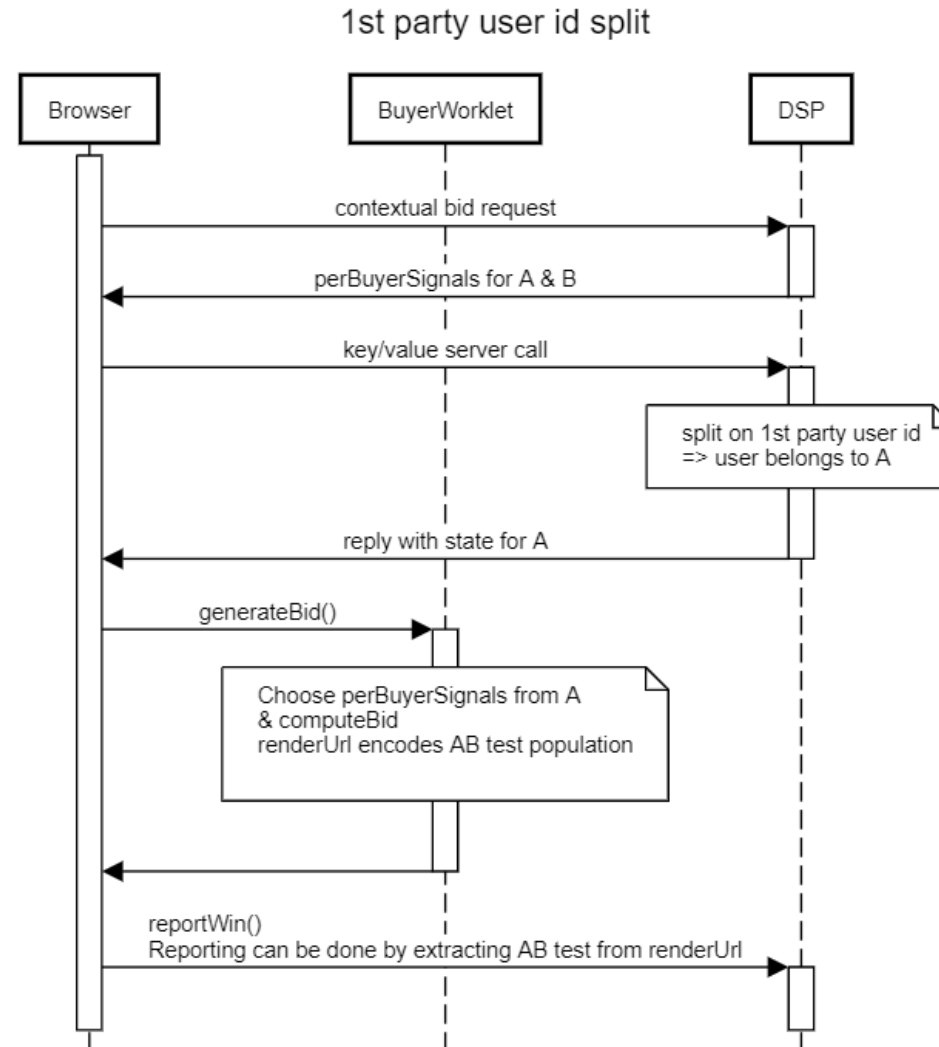 1st party user id split
Browser
BuyerWorklet
DSP
contextual bid request
perBuyerSignals for A & B
key/value server call
split on 1st party user id
=> user belongs to A
reply with state for A
generateBid()
Choose perBuyerSignals from A
& computeBid
renderUrl encodes AB test population
reportWin()
Reporting can be done by extracting AB test from renderUrl